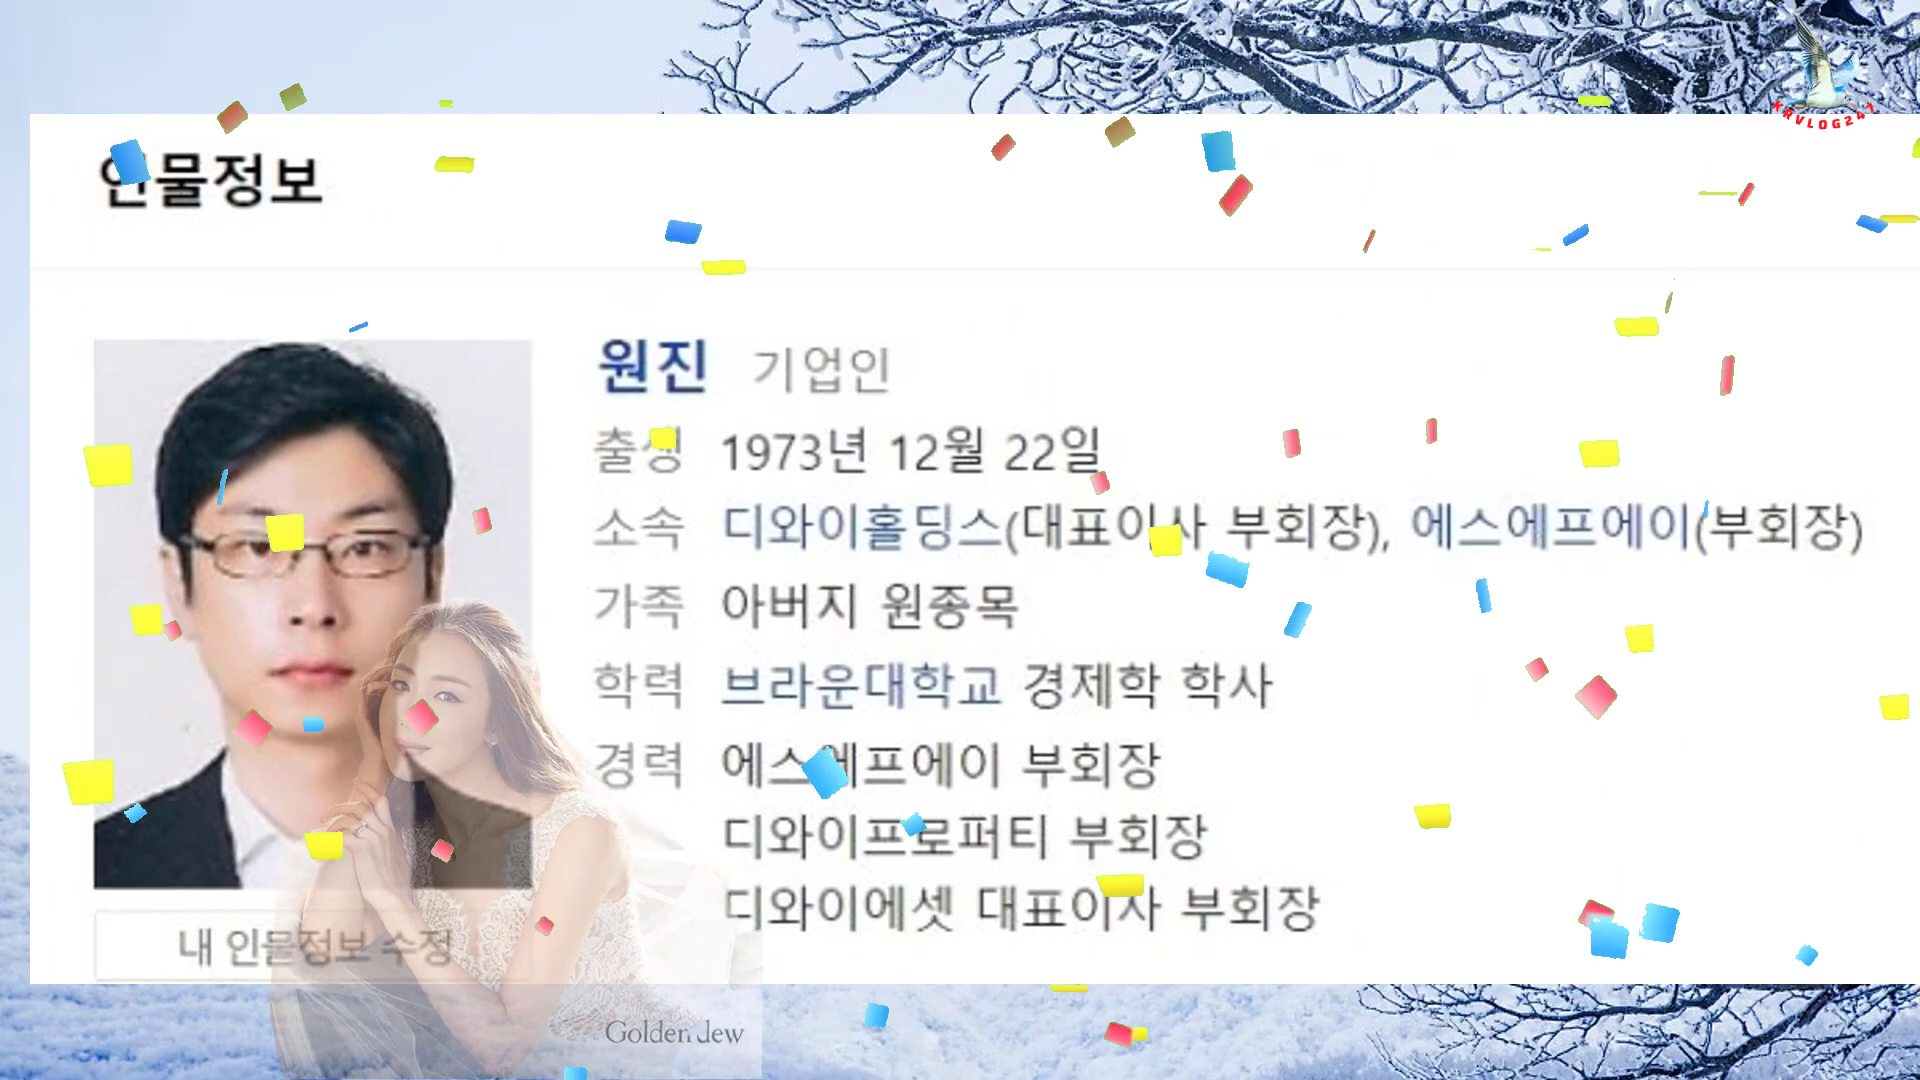 KRVLOG247
인물정보
원진 기업인
출생 1973년 12월 22일
소속 디와이홀딩스(대표이사 부회장), 에스에프에이(부회장)
가족 아버지 원종목
학력 브라운대학교 경제학 학사
경력 에스에프에이 부회장
디와이프로퍼티 부회장
디와이에셋 대표이사 부회장
내 인물정보 수정
Golden dew